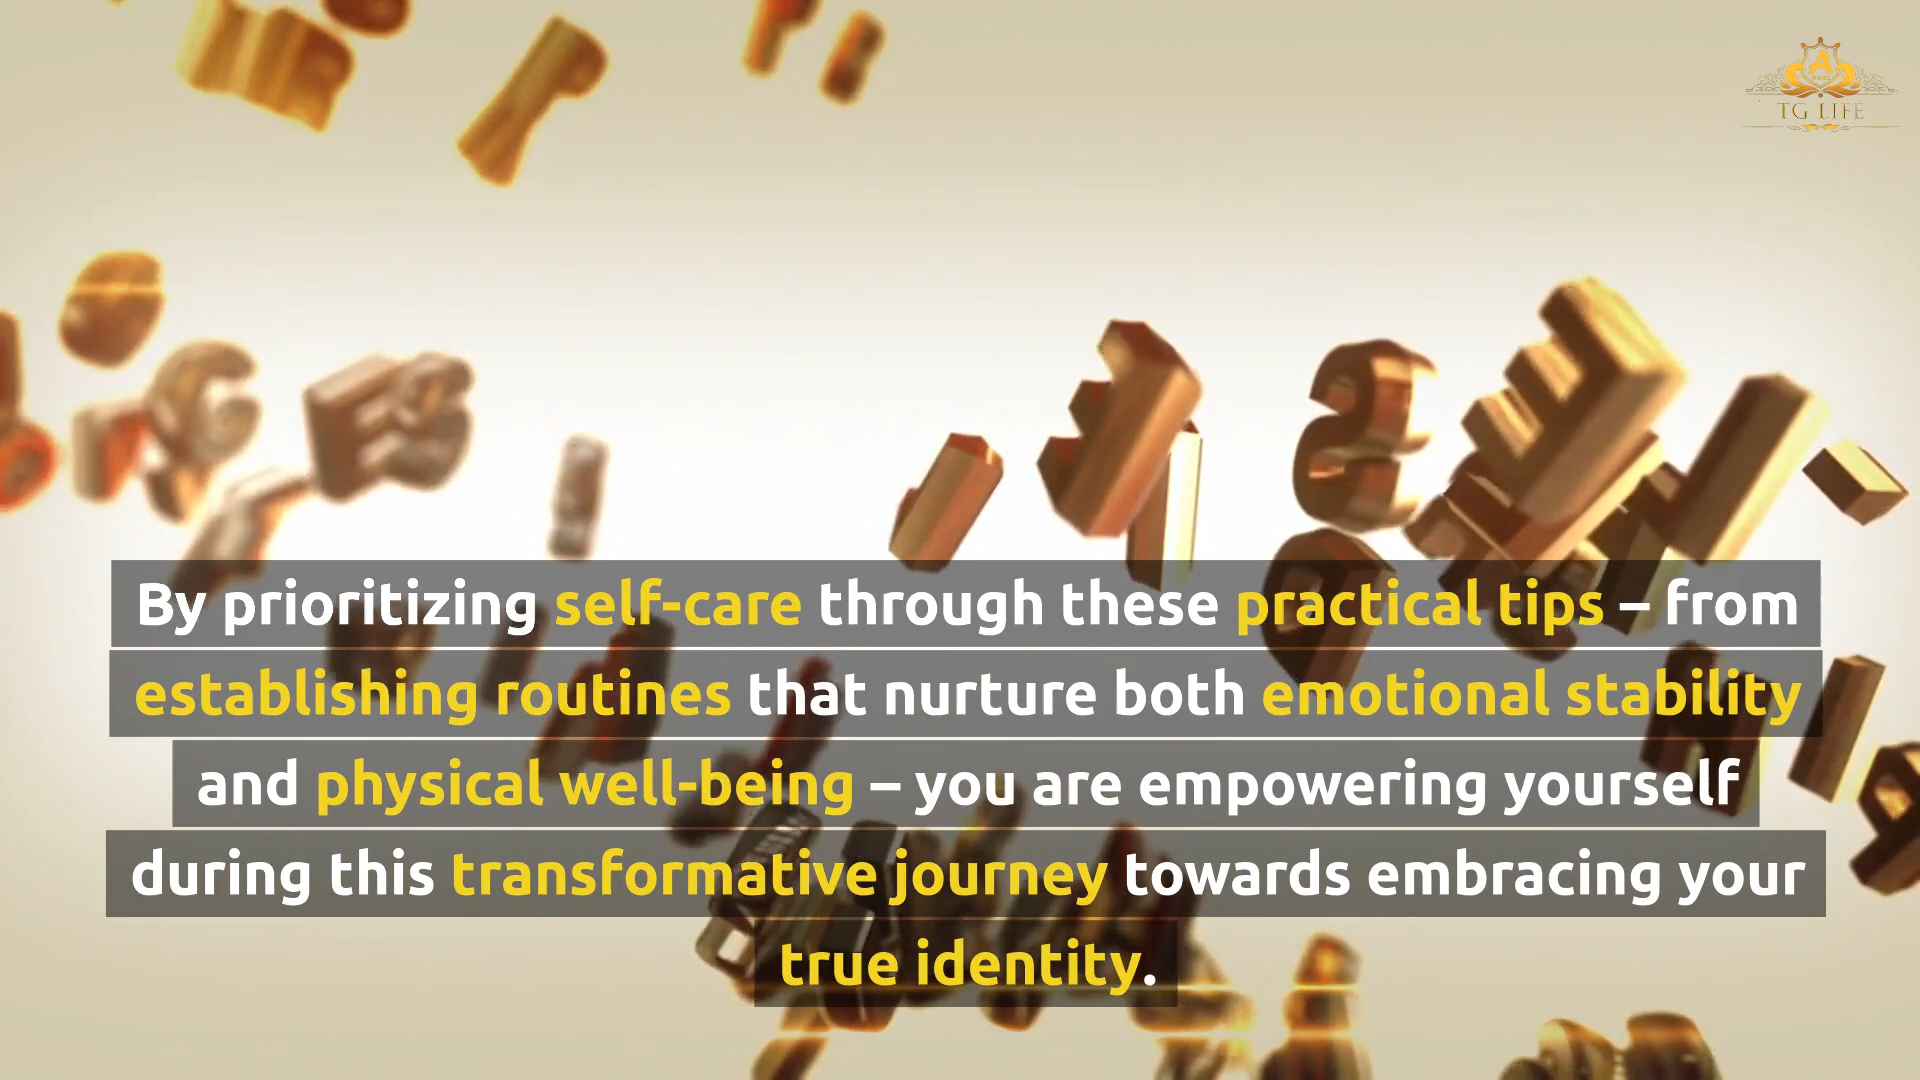 TG LIFE
By prioritizing self-care through these practical tips – from
establishing routines that nurture both emotional stability
and physical well-being – you are empowering yourself
during this transformative journey towards embracing your
true identity.